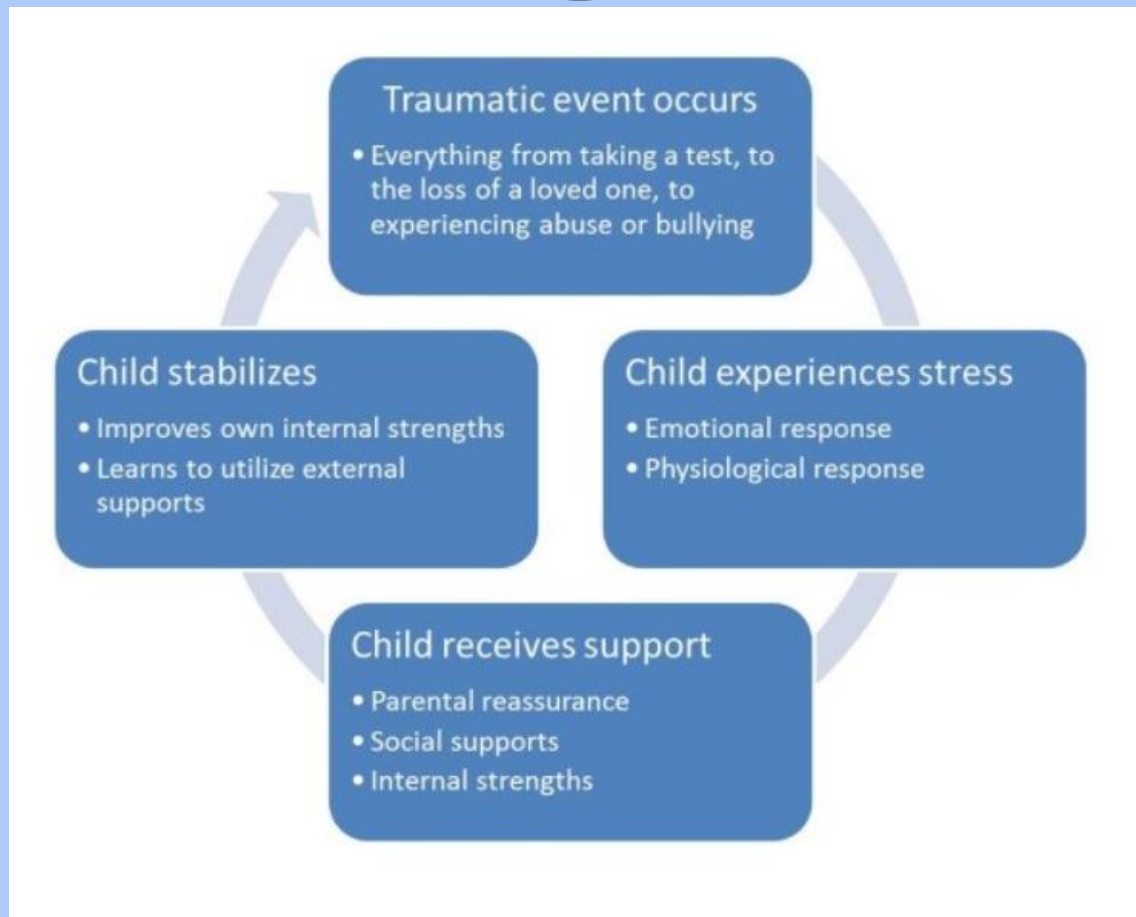 Traumatic event occurs
• Everything from taking a test, to
the loss of a loved one, to
experiencing abuse or bullying
Child experiences stress
• Emotional response
• Physiological response
Child receives support
• Parental reassurance
• Social supports
• Internal strengths
Child stabilizes
• Improves own internal strengths
• Learns to utilize external
supports